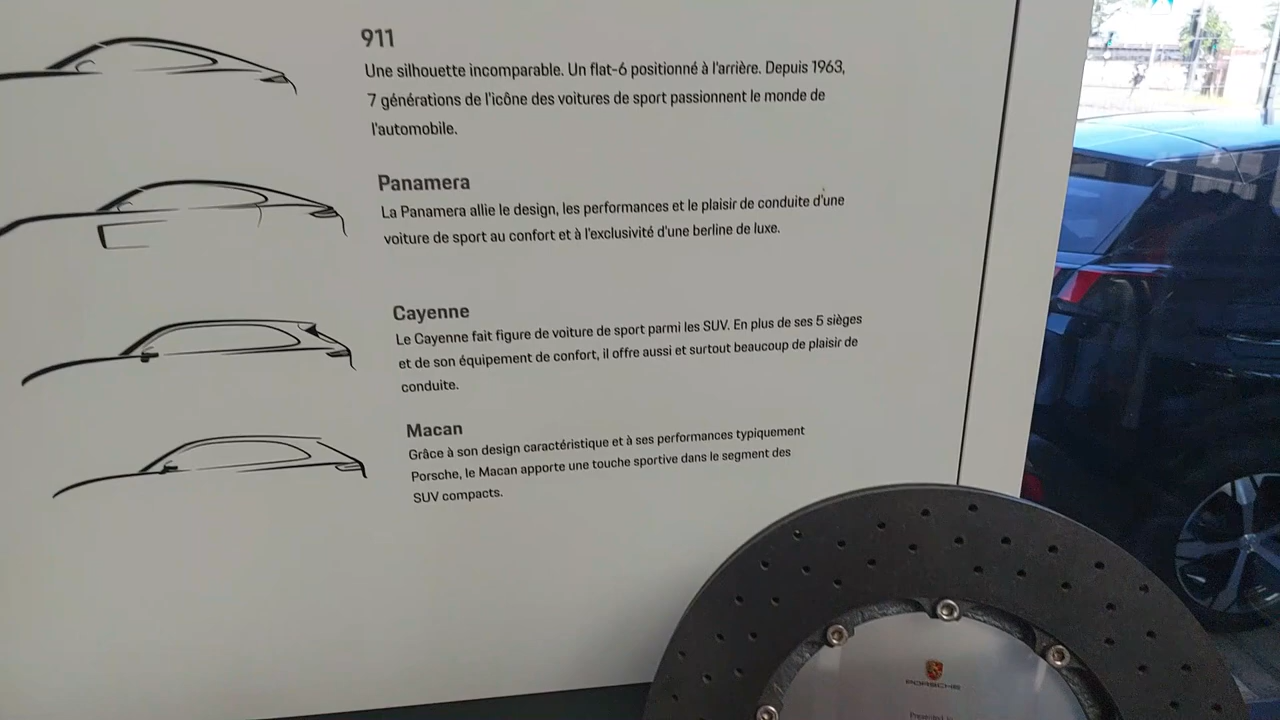 911
Une silhouette incomparable. Un flat-6 positionné à l'arrière. Depuis 1963,
7 générations de l'icône des voitures de sport passionnent le monde de
l'automobile.
Panamera
La Panamera allie le design, les performances et le plaisir de conduite d'une
voiture de sport au confort et à l'exclusivité d'une berline de luxe.
Cayenne
Le Cayenne fait figure de voiture de sport parmi les SUV. En plus de ses 5 sièges
et de son équipement de confort, il offre aussi et surtout beaucoup de plaisir de
conduite.
Macan
Grâce à son design caractéristique et à ses performances typiquement
Porsche, le Macan apporte une touche sportive dans le segment des
SUV compacts.
PORSCHE